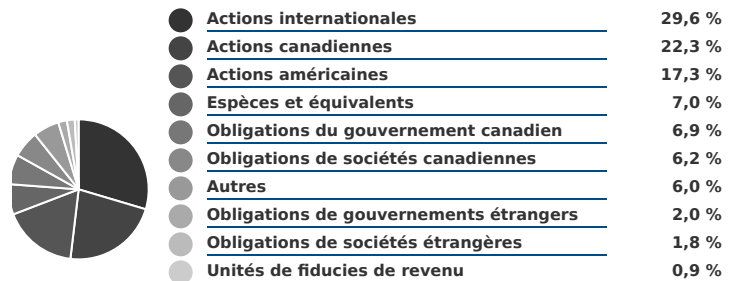 Actions internationales 29,6 %
Actions canadiennes 22,3 %
Actions américaines 17,3 %
Espèces et équivalents 7,0 %
Obligations du gouvernement canadien 6,9 %
Obligations de sociétés canadiennes 6,2 %
Autres 6,0 %
Obligations de gouvernements étrangers 2,0 %
Obligations de sociétés étrangères 1,8 %
Unités de fiducies de revenu 0,9 %